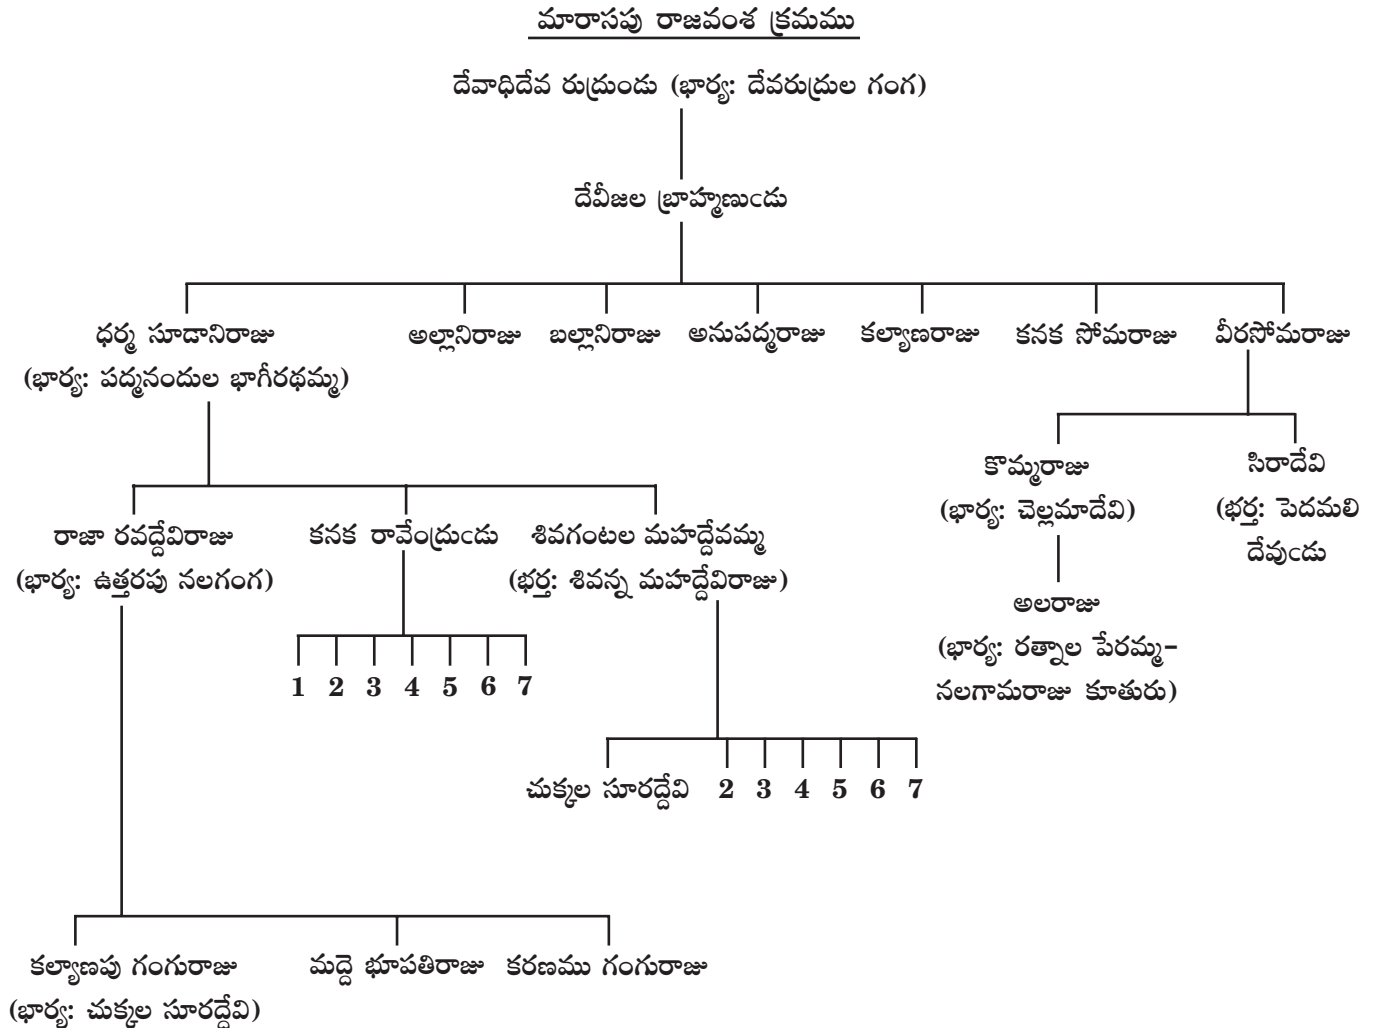 మారాసపు రాజవంశ క్రమము
దేవాధిదేవ రుద్రుండు (భార్య: దేవరుద్రుల గంగ)
దేవీజల బ్రాహ్మణుఁడు
ధర్మ సూడానిరాజు అల్లానిరాజు బల్లానిరాజు అనుపద్మరాజు కల్యాణరాజు కనక సోమరాజు వీరసోమరాజు
(భార్య: పద్మనందుల భాగీరథమ్మ)
కొమ్మరాజు సిరాదేవి
(భార్య: చెల్లమాదేవి) (భర్త: పెదమలి
దేవుఁడు
రాజా రవద్దేవిరాజు కనక రావేంద్రుఁడు శివగంటల మహద్దేవమ్మ
(భార్య: ఉత్తరపు నలగంగ) (భర్త: శివన్న మహద్దేవిరాజు)
అలరాజు
(భార్య: రత్నాల పేరమ్మ-
నలగామరాజు కూతురు)
1 2 3 4 5 6 7
చుక్కల సూరద్దేవి 2 3 4 5 6 7
కల్యాణపు గంగురాజు మద్దె భూపతిరాజు కరణము గంగురాజు
(భార్య: చుక్కల సూరద్దేవి)